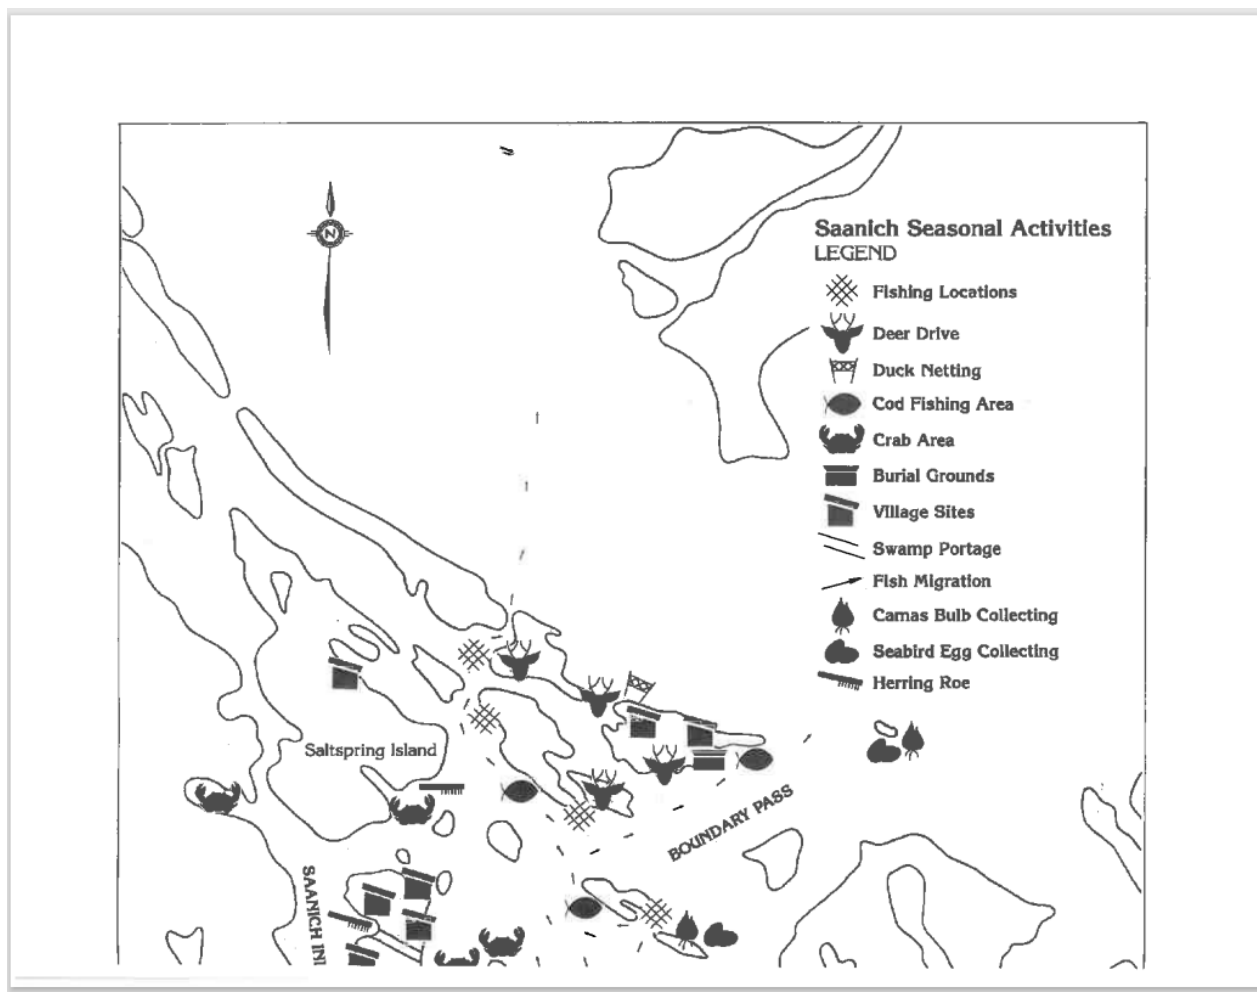 N
Saanich Seasonal Activities
LEGEND
Fishing Locations
Deer Drive
Duck Netting
Cod Fishing Area
Crab Area
Burial Grounds
Village Sites
Swamp Portage
Fish Migration
Camas Bulb Collecting
Seabird Egg Collecting
Herring Roe
Saltspring Island
BOUNDARY PASS
SAANICH INI